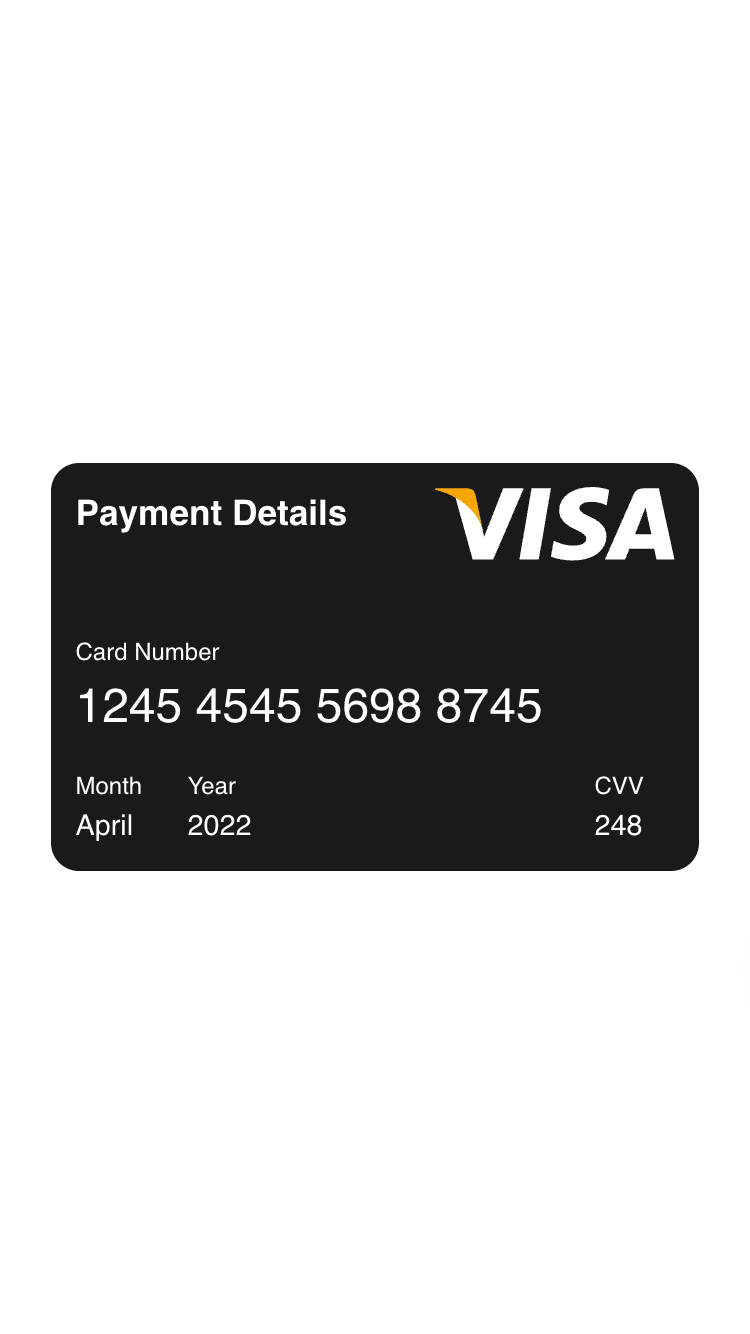 Payment Details
VISA
Card Number
1245 4545 5698 8745
Month Year CVV
April 2022 248